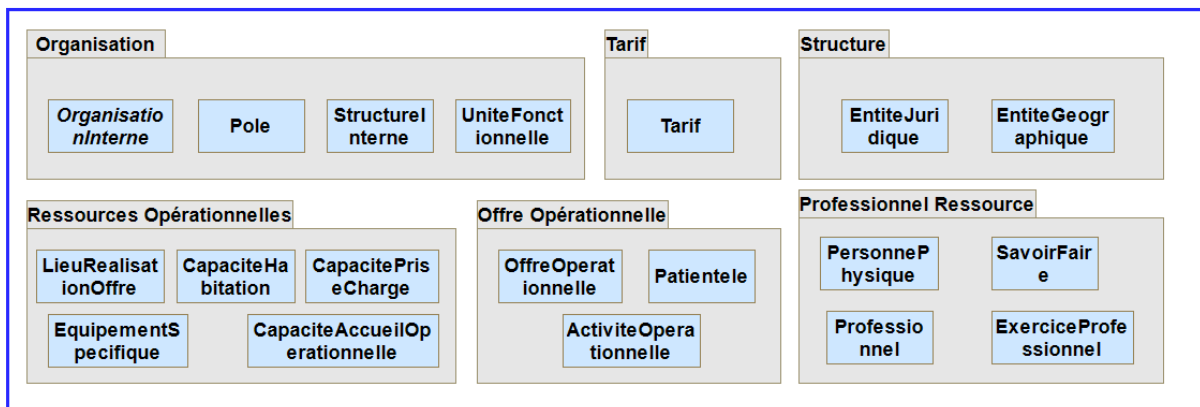 Organisation
Organisatio
nInterne
Pole
StructureI
nterne
UniteFonct
ionnelle
Tarif
Tarif
Structure
EntiteJuri
dique
EntiteGeogr
aphique
Ressources Opérationnelles
LieuRealisat
ionOffre
CapaciteHa
bitation
CapacitePris
eCharge
EquipementS
pecifique
CapaciteAccueilOp
erationnelle
Offre Opérationnelle
OffreOperat
ionnelle
Patientele
ActiviteOpera
tionnelle
Professionnel Ressource
PersonneP
hysique
SavoirFair
e
Professio
nnel
ExerciceProfe
ssionnel